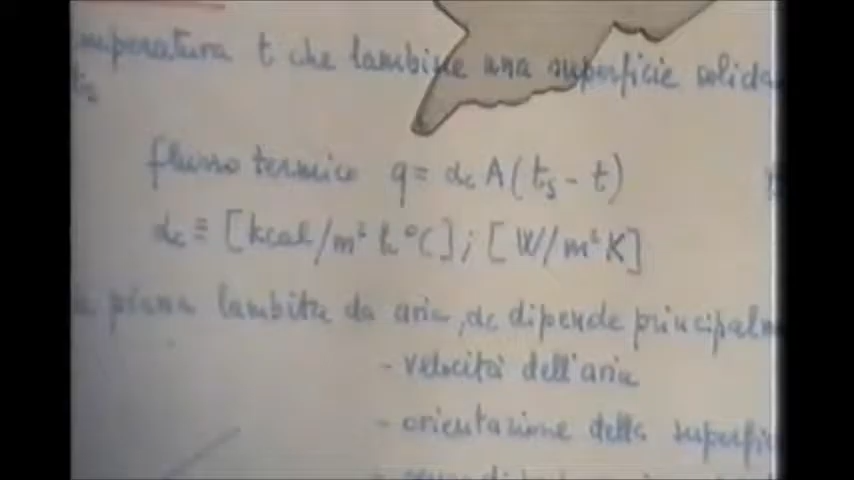 temperatura t che lambisce una superficie solida
ts
flusso termico q = αc A (ts - t)
αc ≡ [kcal/m² h °C]; [W/m² K]
piana lambita da aria, αc dipende principalm
- velocità dell'aria
- orientazione della superfici